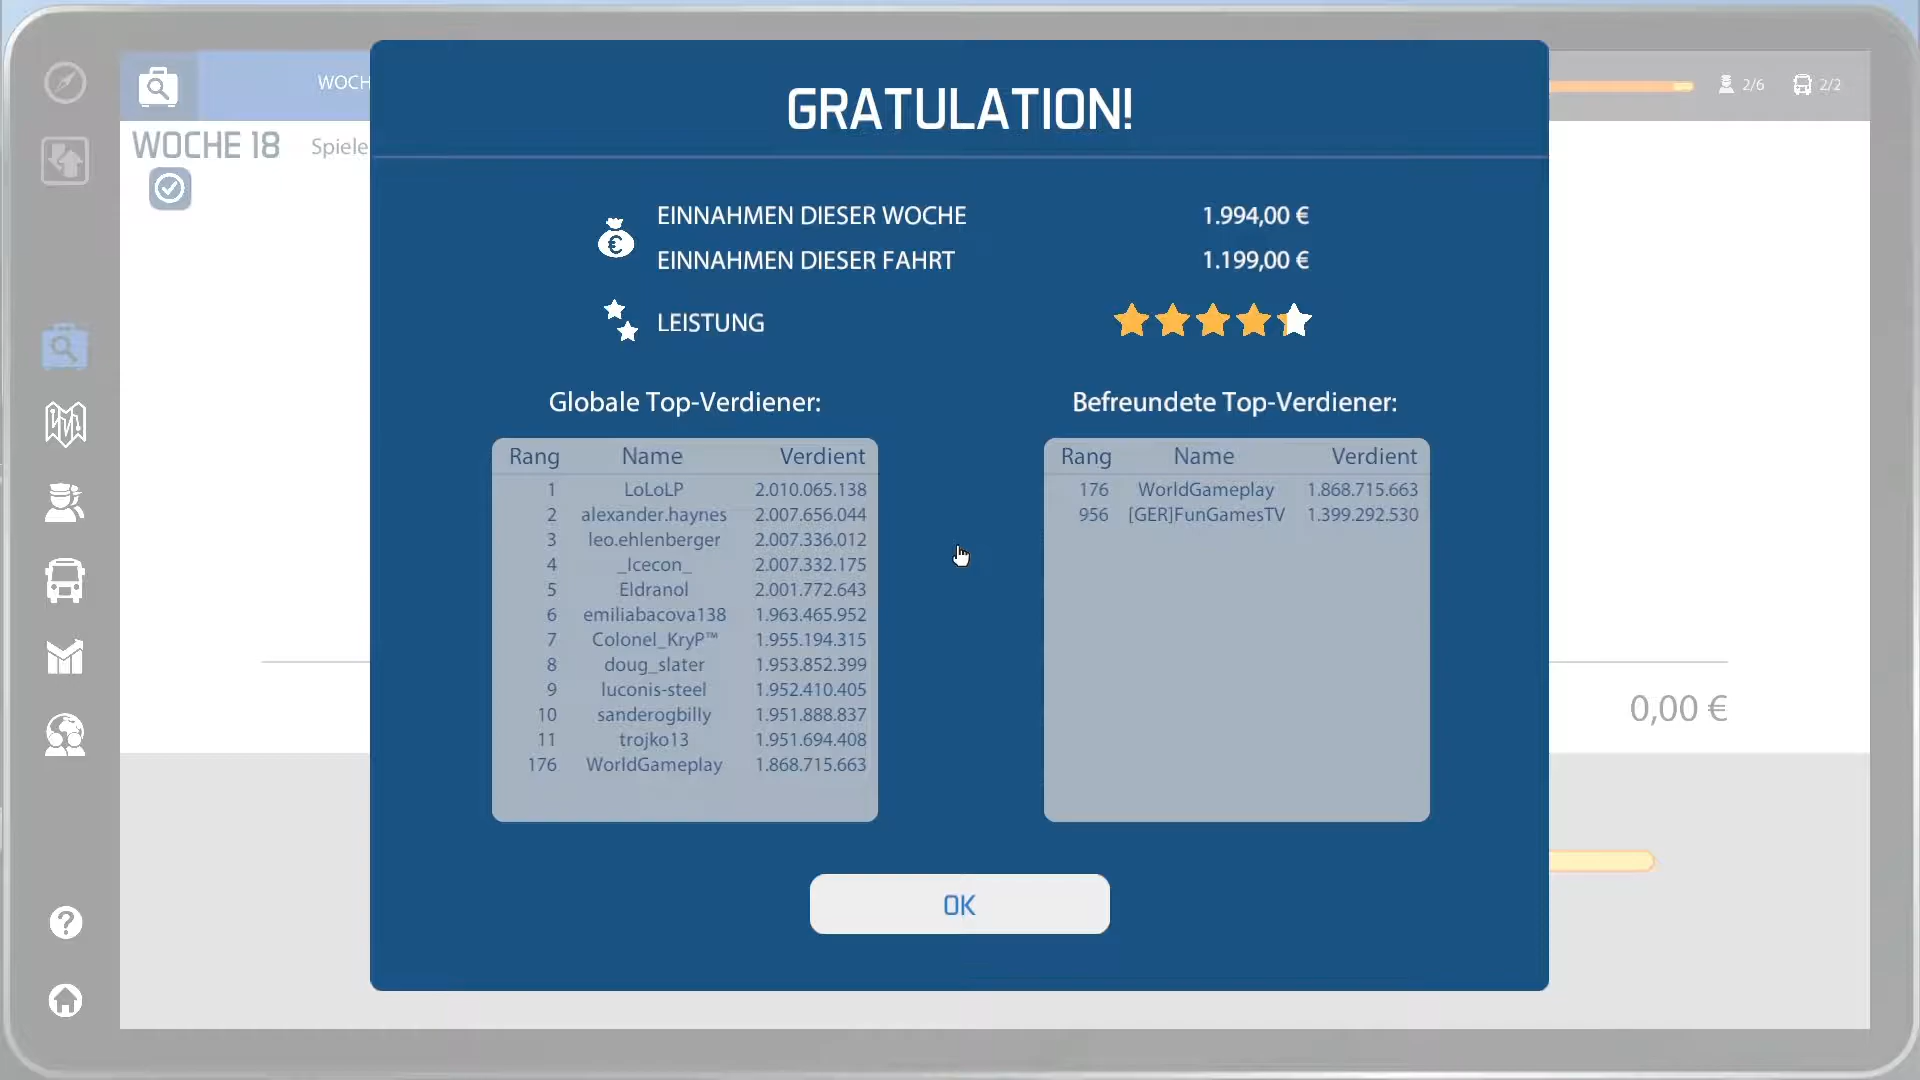 WOCH
2/6
2/2
WOCHE 18
Spiele
GRATULATION!
EINNAHMEN DIESER WOCHE 1.994,00 €
EINNAHMEN DIESER FAHRT 1.199,00 €
LEISTUNG
Globale Top-Verdiener:
Rang Name Verdient
1 LoLoLP 2.010.065.138
2 alexander.haynes 2.007.656.044
3 leo.ehlenberger 2.007.336.012
4 _Icecon_ 2.007.332.175
5 Eldranol 2.001.772.643
6 emiliabacova138 1.963.465.952
7 Colonel_KryP™ 1.955.194.315
8 doug_slater 1.953.852.399
9 luconis-steel 1.952.410.405
10 sanderogbilly 1.951.888.837
11 trojko13 1.951.694.408
176 WorldGameplay 1.868.715.663
Befreundete Top-Verdiener:
Rang Name Verdient
176 WorldGameplay 1.868.715.663
956 [GER]FunGamesTV 1.399.292.530
0,00 €
OK